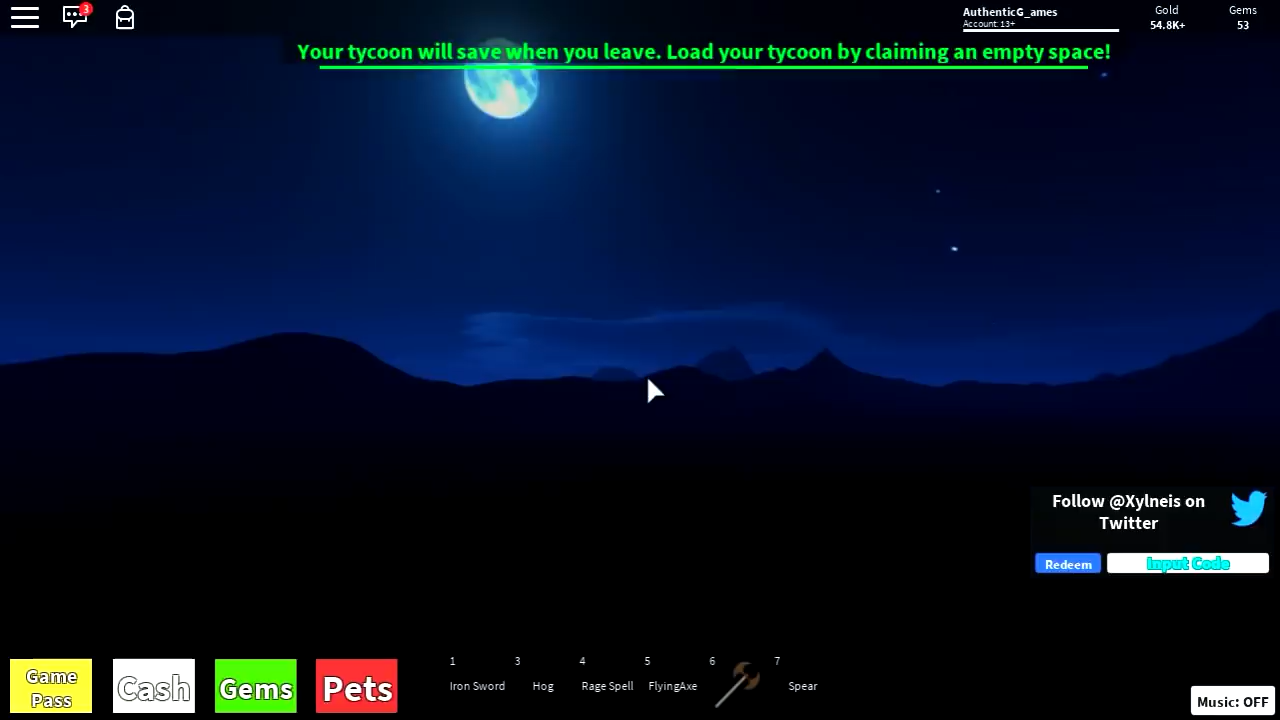 3
AuthenticG_ames
Account: 13+
Gold
54.8K+
Gems
53
Your tycoon will save when you leave. Load your tycoon by claiming an empty space!
Follow @Xylneis on
Twitter
Redeem
Input Code
Game
Pass
Cash
Gems
Pets
1
Iron Sword
3
Hog
4
Rage Spell
5
FlyingAxe
6
7
Spear
Music: OFF